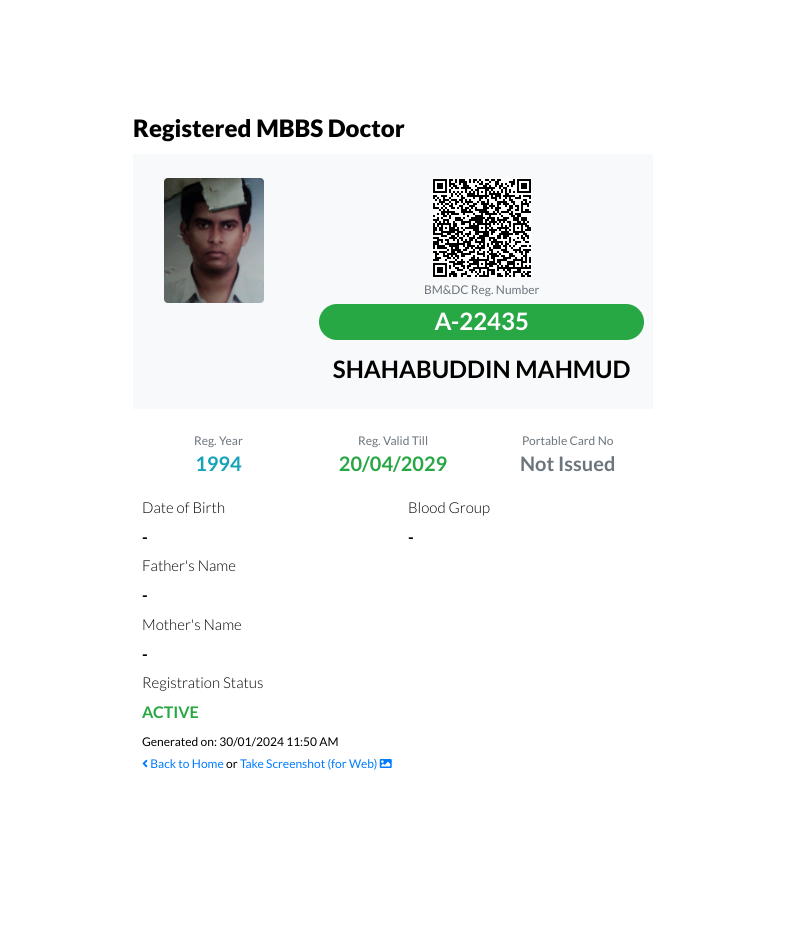 Registered MBBS Doctor
BM&DC Reg. Number
A-22435
SHAHABUDDIN MAHMUD
Reg. Year
Reg. Valid Till
Portable Card No
1994
20/04/2029
Not Issued
Date of Birth
Blood Group
-
-
Father's Name
-
Mother's Name
-
Registration Status
ACTIVE
Generated on: 30/01/2024 11:50 AM
Back to Home or Take Screenshot (for Web)